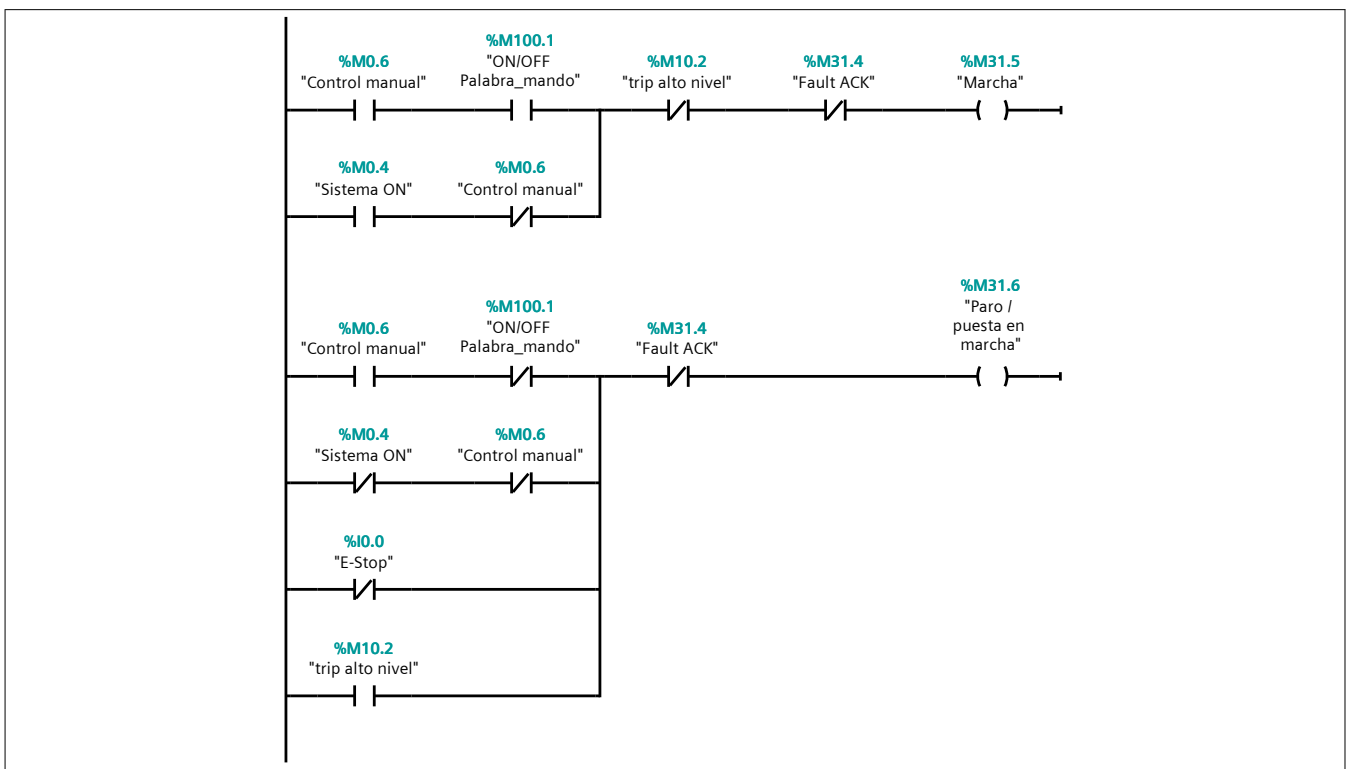 %M0.6
"Control manual"
%M100.1
"ON/OFF
Palabra_mando"
%M10.2
"trip alto nivel"
%M31.4
"Fault ACK"
%M31.5
"Marcha"
%M0.4
"Sistema ON"
%M0.6
"Control manual"
%M0.6
"Control manual"
%M100.1
"ON/OFF
Palabra_mando"
%M31.4
"Fault ACK"
%M31.6
"Paro /
puesta en
marcha"
%M0.4
"Sistema ON"
%M0.6
"Control manual"
%I0.0
"E-Stop"
%M10.2
"trip alto nivel"